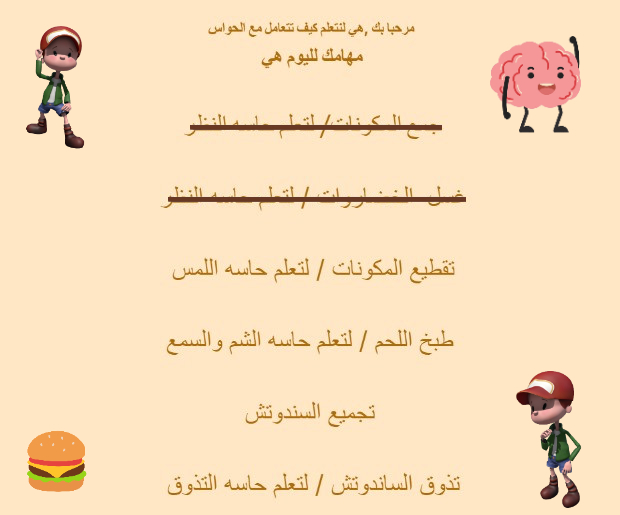 مرحبا بك ,هي لنتعلم كيف نتعامل مع الحواس
مهامك لليوم هي
جمع المكونات/ لتعلم حاسه النظر
غسل الخضاروات / لتعلم حاسه النظر
تقطيع المكونات / لتعلم حاسه اللمس
طبخ اللحم / لتعلم حاسه الشم والسمع
تجميع السندوتش
تذوق الساندوتش / لتعلم حاسه التذوق